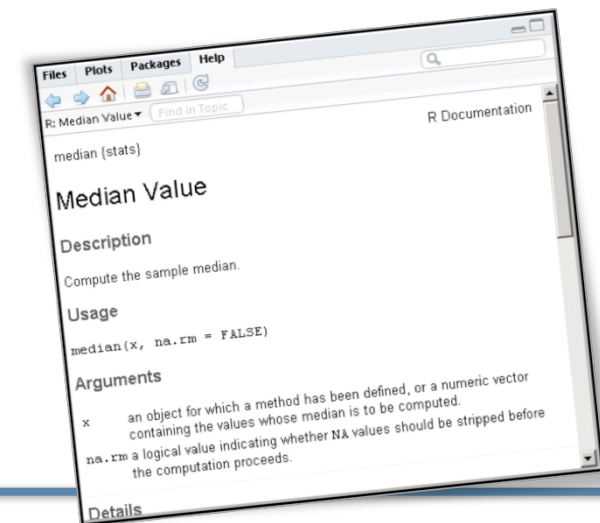 Files Plots Packages Help
R: Median Value Find in Topic
median {stats} R Documentation
Median Value
Description
Compute the sample median.
Usage
median(x, na.rm = FALSE)
Arguments
x an object for which a method has been defined, or a numeric vector
containing the values whose median is to be computed.
na.rm a logical value indicating whether NA values should be stripped before
the computation proceeds.
Details